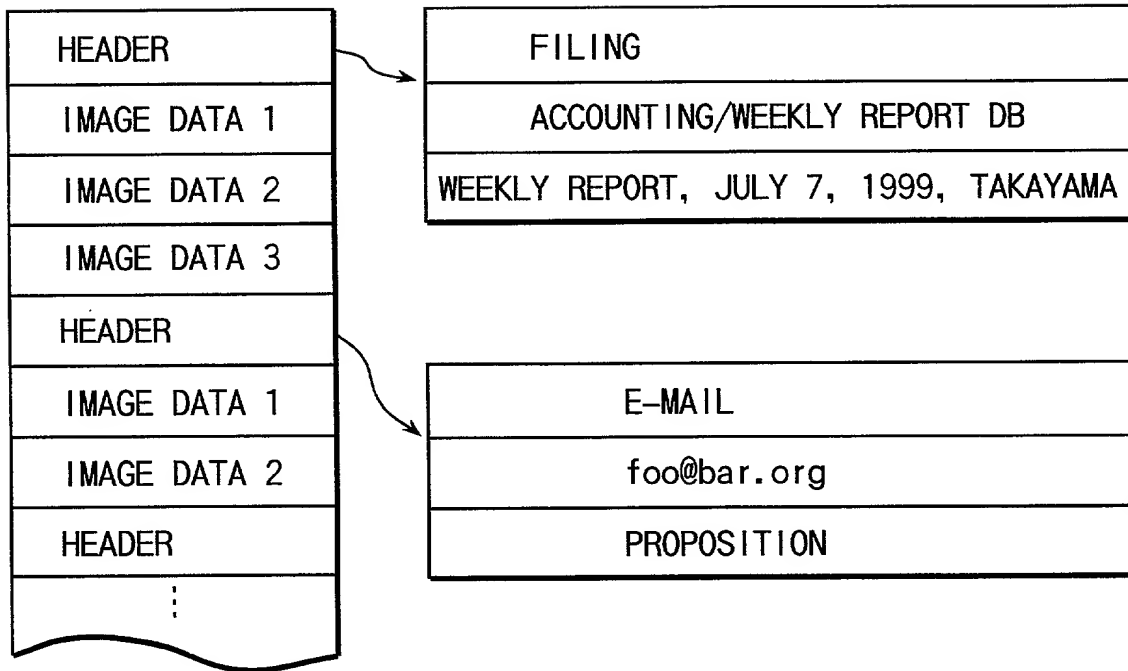 HEADER
IMAGE DATA 1
IMAGE DATA 2
IMAGE DATA 3
HEADER
IMAGE DATA 1
IMAGE DATA 2
HEADER
FILING
ACCOUNTING/WEEKLY REPORT DB
WEEKLY REPORT, JULY 7, 1999, TAKAYAMA
E-MAIL
foo@bar.org
PROPOSITION